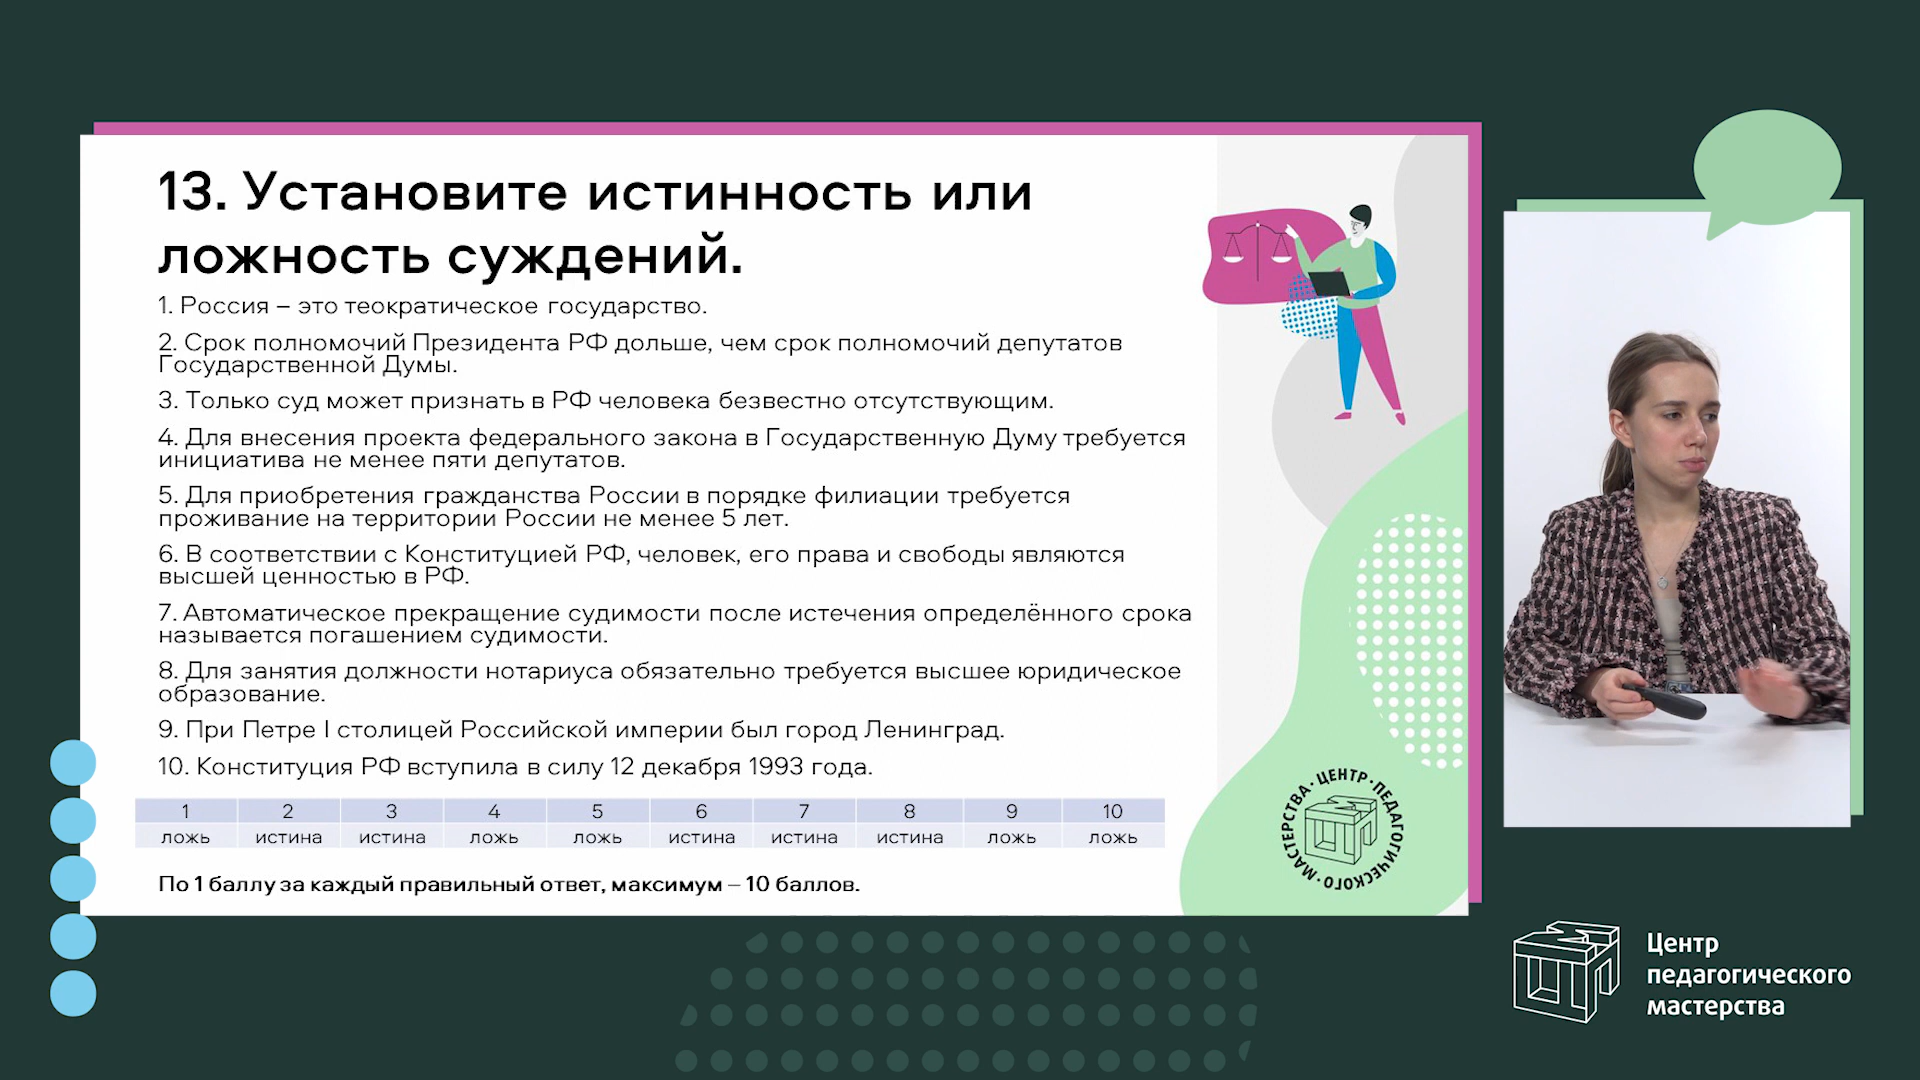 13. Установите истинность или
ложность суждений.
1. Россия – это теократическое государство.
2. Срок полномочий Президента РФ дольше, чем срок полномочий депутатов
Государственной Думы.
3. Только суд может признать в РФ человека безвестно отсутствующим.
4. Для внесения проекта федерального закона в Государственную Думу требуется
инициатива не менее пяти депутатов.
5. Для приобретения гражданства России в порядке филиации требуется
проживание на территории России не менее 5 лет.
6. В соответствии с Конституцией РФ, человек, его права и свободы являются
высшей ценностью в РФ.
7. Автоматическое прекращение судимости после истечения определённого срока
называется погашением судимости.
8. Для занятия должности нотариуса обязательно требуется высшее юридическое
образование.
9. При Петре I столицей Российской империи был город Ленинград.
10. Конституция РФ вступила в силу 12 декабря 1993 года.
1 2 3 4 5 6 7 8 9 10
ложь истина истина ложь ложь истина истина истина ложь ложь
По 1 баллу за каждый правильный ответ, максимум – 10 баллов.
ЦЕНТР · ПЕДАГОГИЧЕСКОГО · МАСТЕРСТВА ·
Центр
педагогического
мастерства